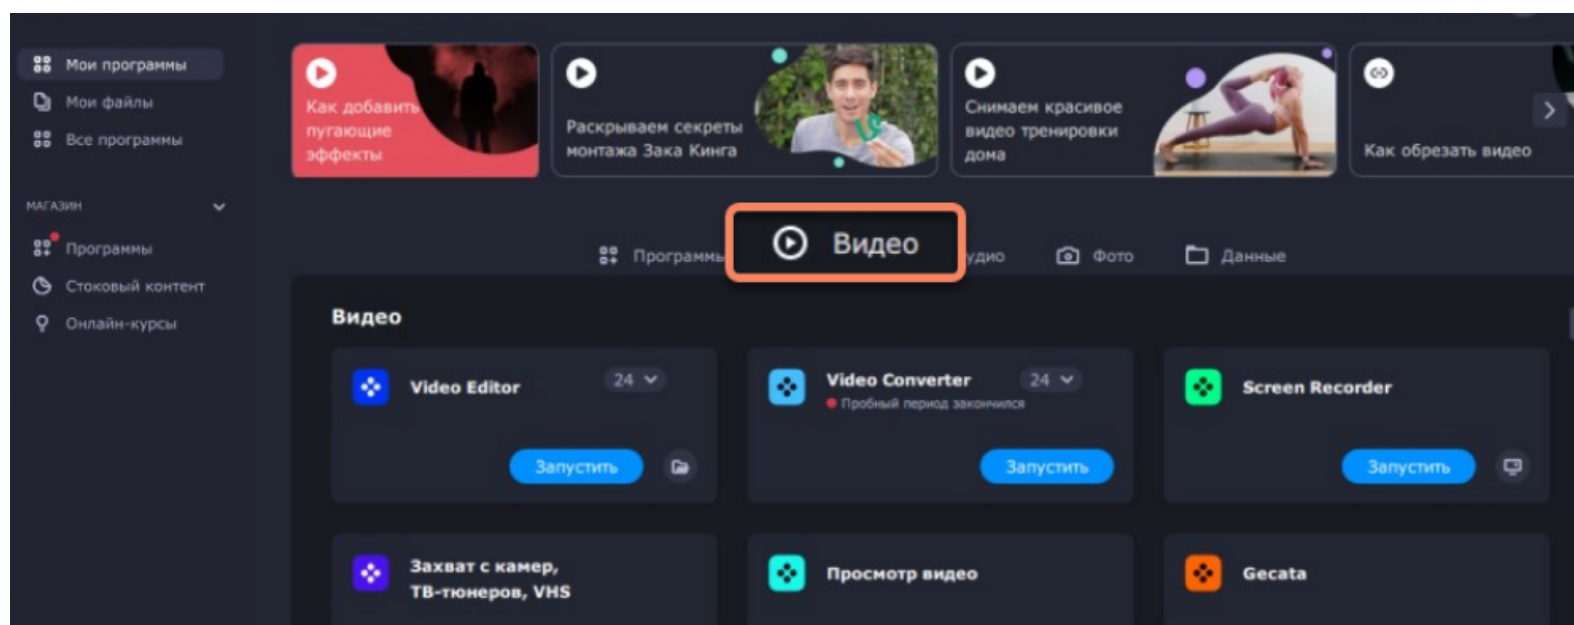 Мои программы
Мои файлы
Все программы
МАГАЗИН
Программы
Стоковый контент
Онлайн-курсы
Как добавить
пугающие
эффекты
Раскрываем секреты
монтажа Зака Кинга
Снимаем красивое
видео тренировки
дома
Как обрезать видео
Программы
Видео
удио
Фото
Данные
Видео
Video Editor
24
Запустить
Video Converter
24
Пробный период закончился
Запустить
Screen Recorder
Запустить
Захват с камер,
ТВ-тюнеров, VHS
Просмотр видео
Gecata